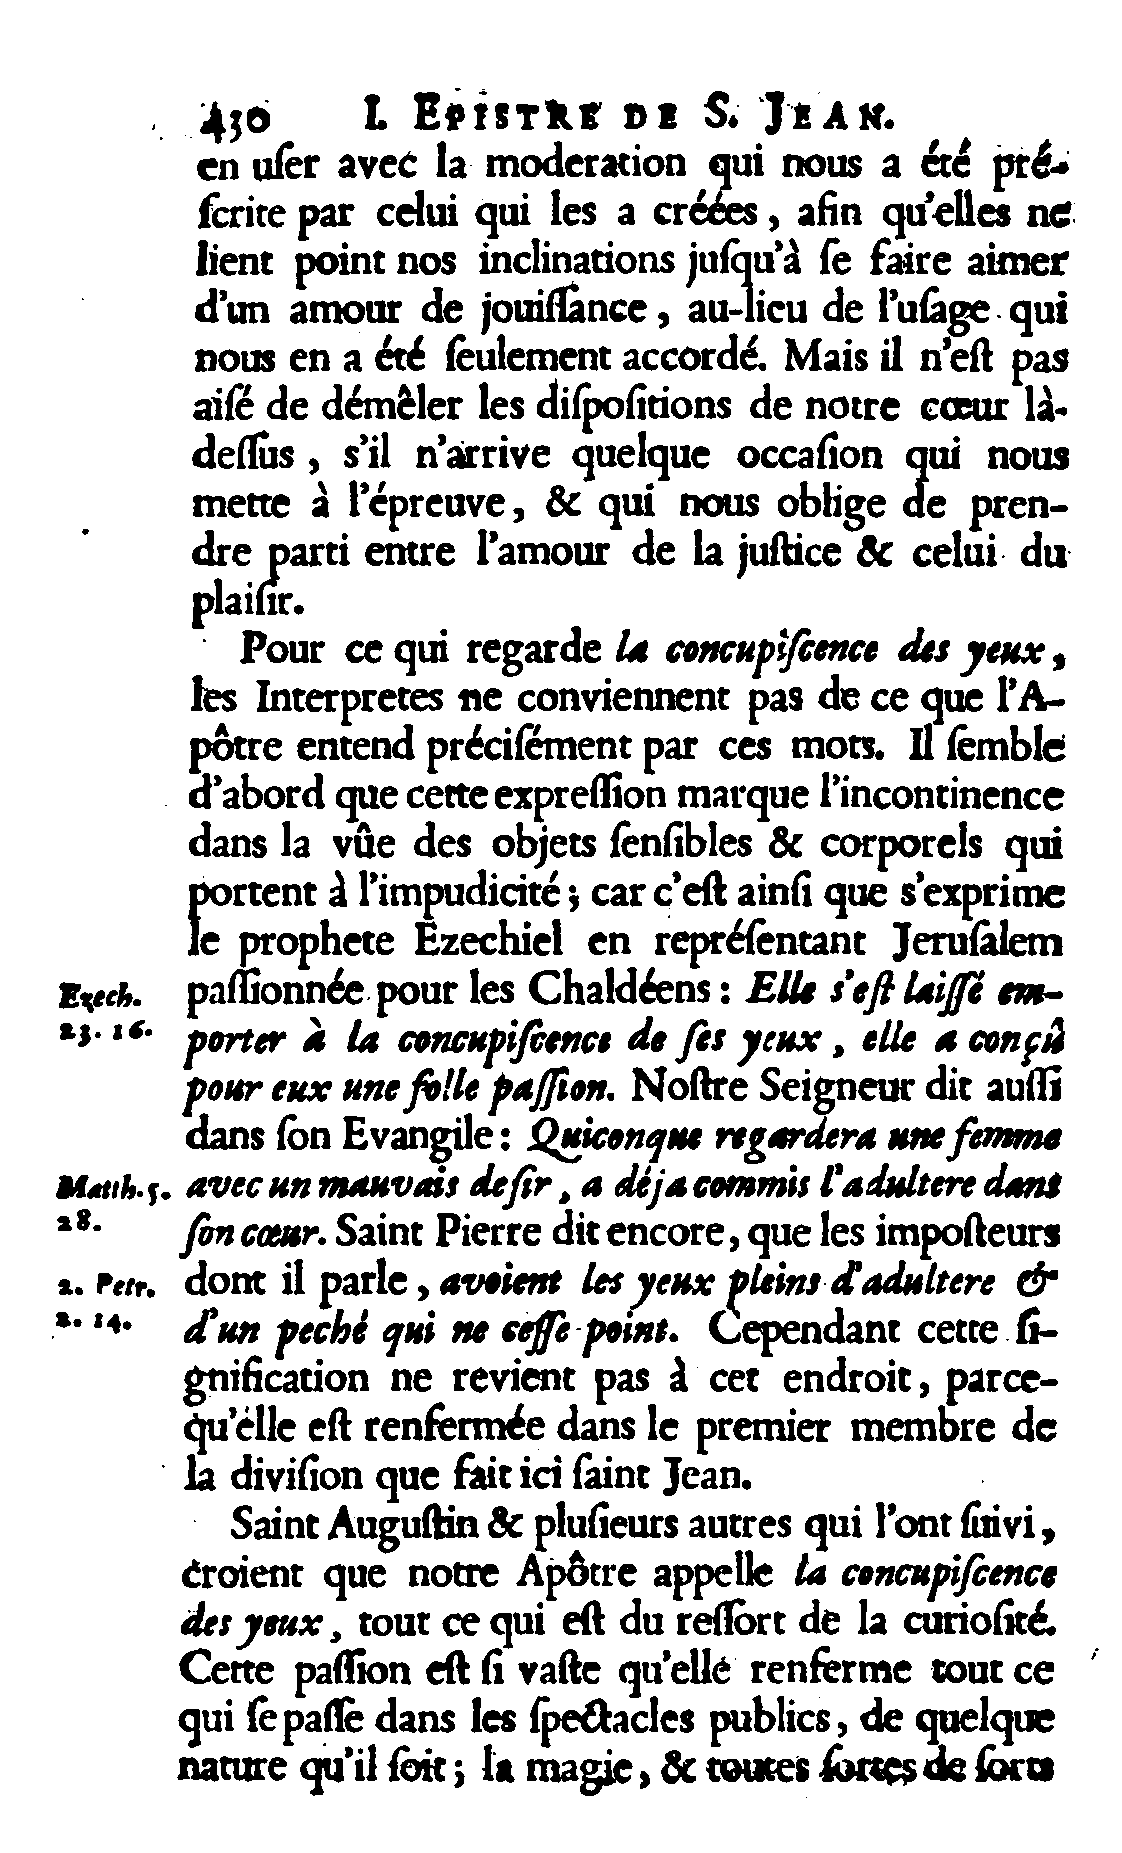 430 I. EPISTRE DE S. JEAN.
en uſer avec la moderation qui nous a été pré-
ſcrite par celui qui les a créées, afin qu'elles ne
lient point nos inclinations juſqu'à ſe faire aimer
d'un amour de jouiſſance, au-lieu de l'uſage qui
nous en a été ſeulement accordé. Mais il n'eſt pas
aiſé de démêler les diſpoſitions de notre cœur là-
deſſus, s'il n'arrive quelque occaſion qui nous
mette à l'épreuve, & qui nous oblige de pren-
dre parti entre l'amour de la juſtice & celui du
plaiſir.
Pour ce qui regarde la concupiſcence des yeux,
les Interpretes ne conviennent pas de ce que l'A-
pôtre entend préciſément par ces mots. Il ſemble
d'abord que cette expreſſion marque l'incontinence
dans la vûe des objets ſenſibles & corporels qui
portent à l'impudicité; car c'eſt ainſi que s'exprime
le prophete Ezechiel en repréſentant Jeruſalem
Ezech. paſſionnée pour les Chaldéens: Elle s'eſt laiſſé em-
23. 16. porter à la concupiſcence de ſes yeux, elle a conçû
pour eux une folle paſſion. Noſtre Seigneur dit auſſi
dans ſon Evangile: Quiconque regardera une femme
Matth. 5. avec un mauvais deſir, a déja commis l'adultere dans
28. ſon cœur. Saint Pierre dit encore, que les impoſteurs
2. Petr. dont il parle, avoient les yeux pleins d'adultere &
2. 14. d'un peché qui ne ceſſe point. Cependant cette ſi-
gnification ne revient pas à cet endroit, parce-
qu'elle eſt renfermée dans le premier membre de
la diviſion que fait ici ſaint Jean.
Saint Auguſtin & pluſieurs autres qui l'ont ſuivi,
croient que notre Apôtre appelle la concupiſcence
des yeux, tout ce qui eſt du reſſort de la curioſité.
Cette paſſion eſt ſi vaſte qu'elle renferme tout ce
qui ſe paſſe dans les ſpectacles publics, de quelque
nature qu'il ſoit; la magie, & toutes ſortes de ſorts